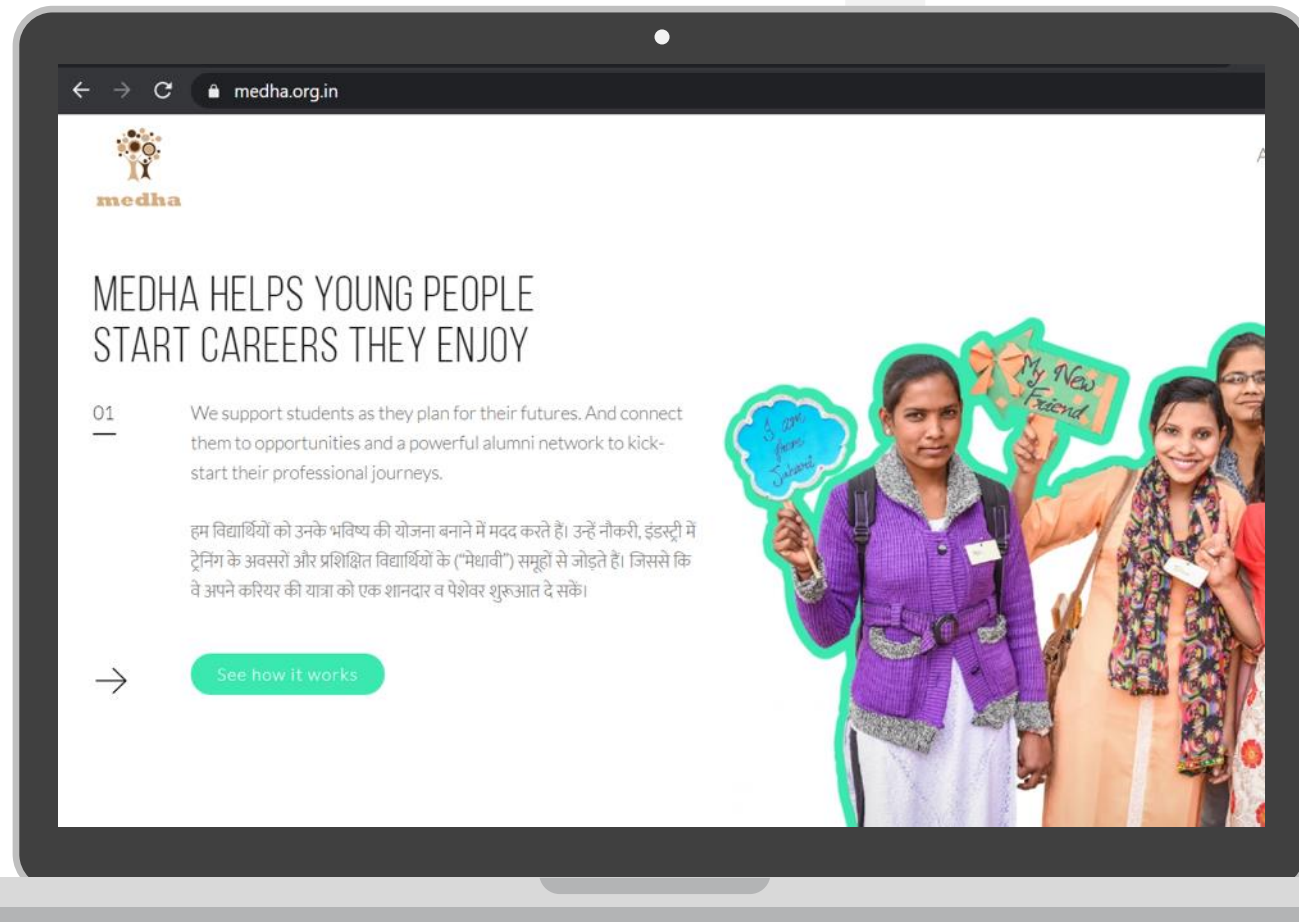 medha.org.in
medha
MEDHA HELPS YOUNG PEOPLE
START CAREERS THEY ENJOY
01
We support students as they plan for their futures. And connect
them to opportunities and a powerful alumni network to kick-
start their professional journeys.
हम विद्यार्थियों को उनके भविष्य की योजना बनाने में मदद करते हैं। उन्हें नौकरी, इंडस्ट्री में
ट्रेनिंग के अवसरों और प्रशिक्षित विद्यार्थियों के ("मेधावी") समूहों से जोड़ते हैं। जिससे कि
वे अपने करियर की यात्रा को एक शानदार व पेशेवर शुरूआत दे सकें।
See how it works
I am
from
My New
Friend